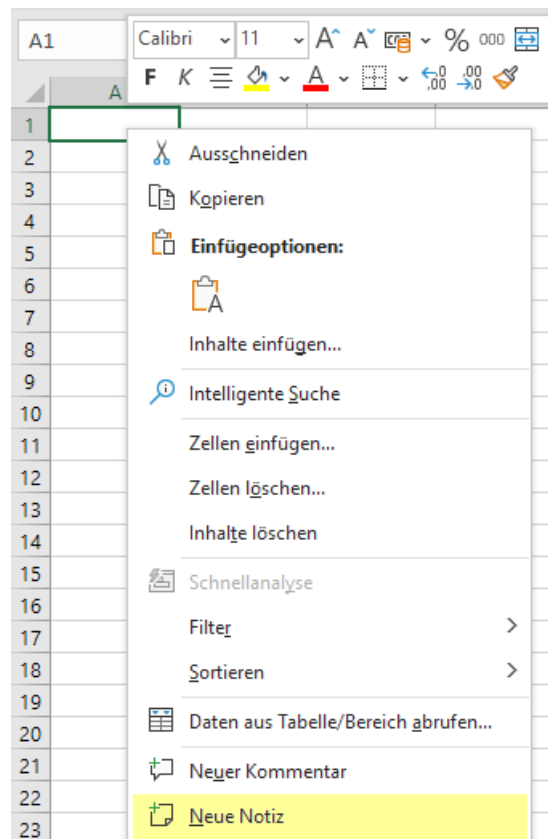 A1
Calibri 11 A A % 000
F K A ,00 ,00
A
1
2
3
4
5
6
7
8
9
10
11
12
13
14
15
16
17
18
19
20
21
22
23
Ausschneiden
Kopieren
Einfügeoptionen:
A
Inhalte einfügen...
Intelligente Suche
Zellen einfügen...
Zellen löschen...
Inhalte löschen
Schnellanalyse
Filter
Sortieren
Daten aus Tabelle/Bereich abrufen...
Neuer Kommentar
Neue Notiz